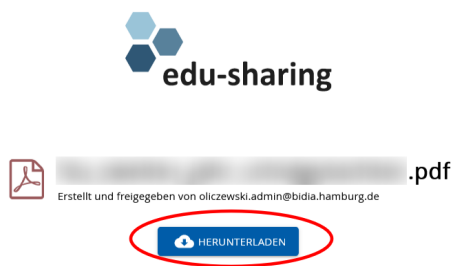 edu-sharing
.pdf
Erstellt und freigegeben von oliczewski.admin@bidia.hamburg.de
HERUNTERLADEN